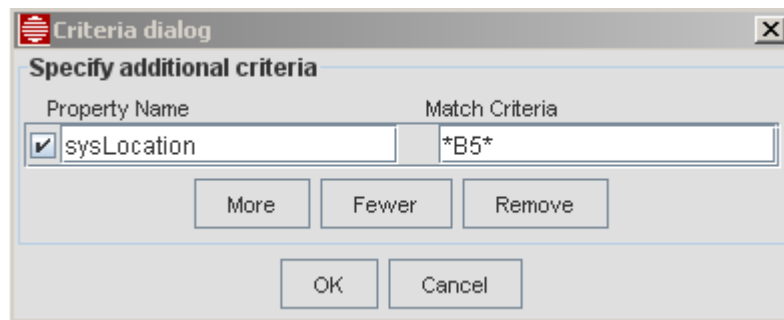 Criteria dialog
Specify additional criteria
Property Name Match Criteria
sysLocation *B5*
More Fewer Remove
OK Cancel